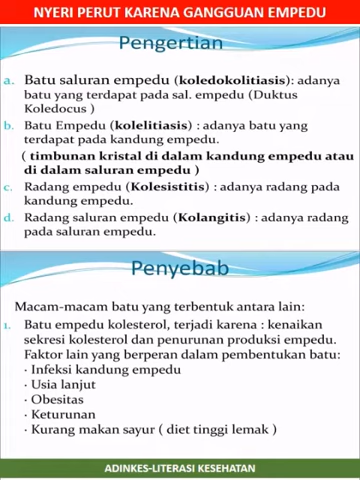 NYERI PERUT KARENA GANGGUAN EMPEDU
Pengertian
a. Batu saluran empedu (koledokolitiasis): adanya
batu yang terdapat pada sal. empedu (Duktus
Koledocus )
b. Batu Empedu (kolelitiasis) : adanya batu yang
terdapat pada kandung empedu.
( timbunan kristal di dalam kandung empedu atau
di dalam saluran empedu )
c. Radang empedu (Kolesistitis) : adanya radang pada
kandung empedu.
d. Radang saluran empedu (Kolangitis) : adanya radang
pada saluran empedu.
Penyebab
Macam-macam batu yang terbentuk antara lain:
1. Batu empedu kolesterol, terjadi karena : kenaikan
sekresi kolesterol dan penurunan produksi empedu.
Faktor lain yang berperan dalam pembentukan batu:
· Infeksi kandung empedu
· Usia lanjut
· Obesitas
· Keturunan
· Kurang makan sayur ( diet tinggi lemak )
ADINKES-LITERASI KESEHATAN